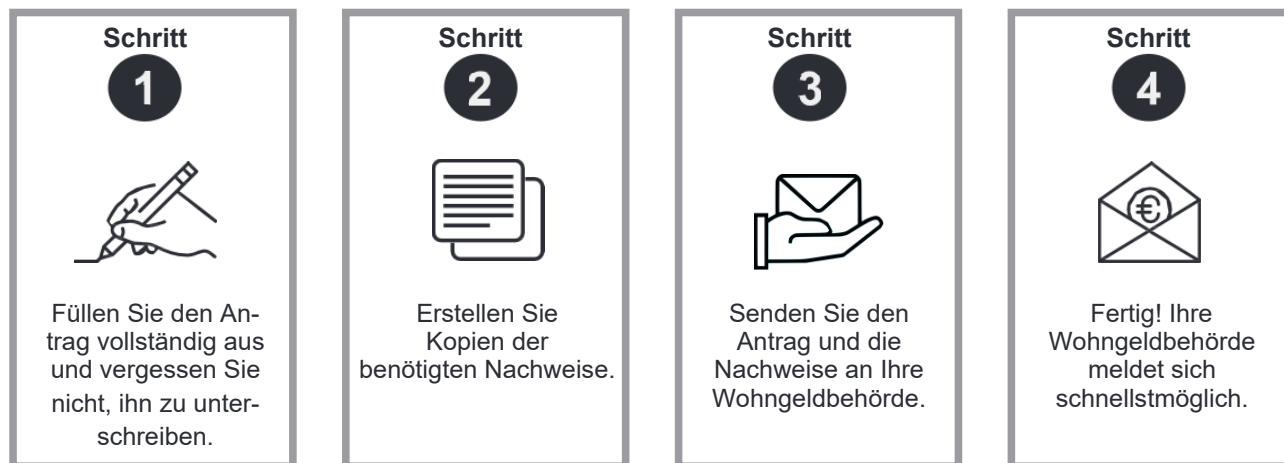 Schritt
1
Füllen Sie den An-
trag vollständig aus
und vergessen Sie
nicht, ihn zu unter-
schreiben.
Schritt
2
Erstellen Sie
Kopien der
benötigten Nachweise.
Schritt
3
Senden Sie den
Antrag und die
Nachweise an Ihre
Wohngeldbehörde.
Schritt
4
€
Fertig! Ihre
Wohngeldbehörde
meldet sich
schnellstmöglich.